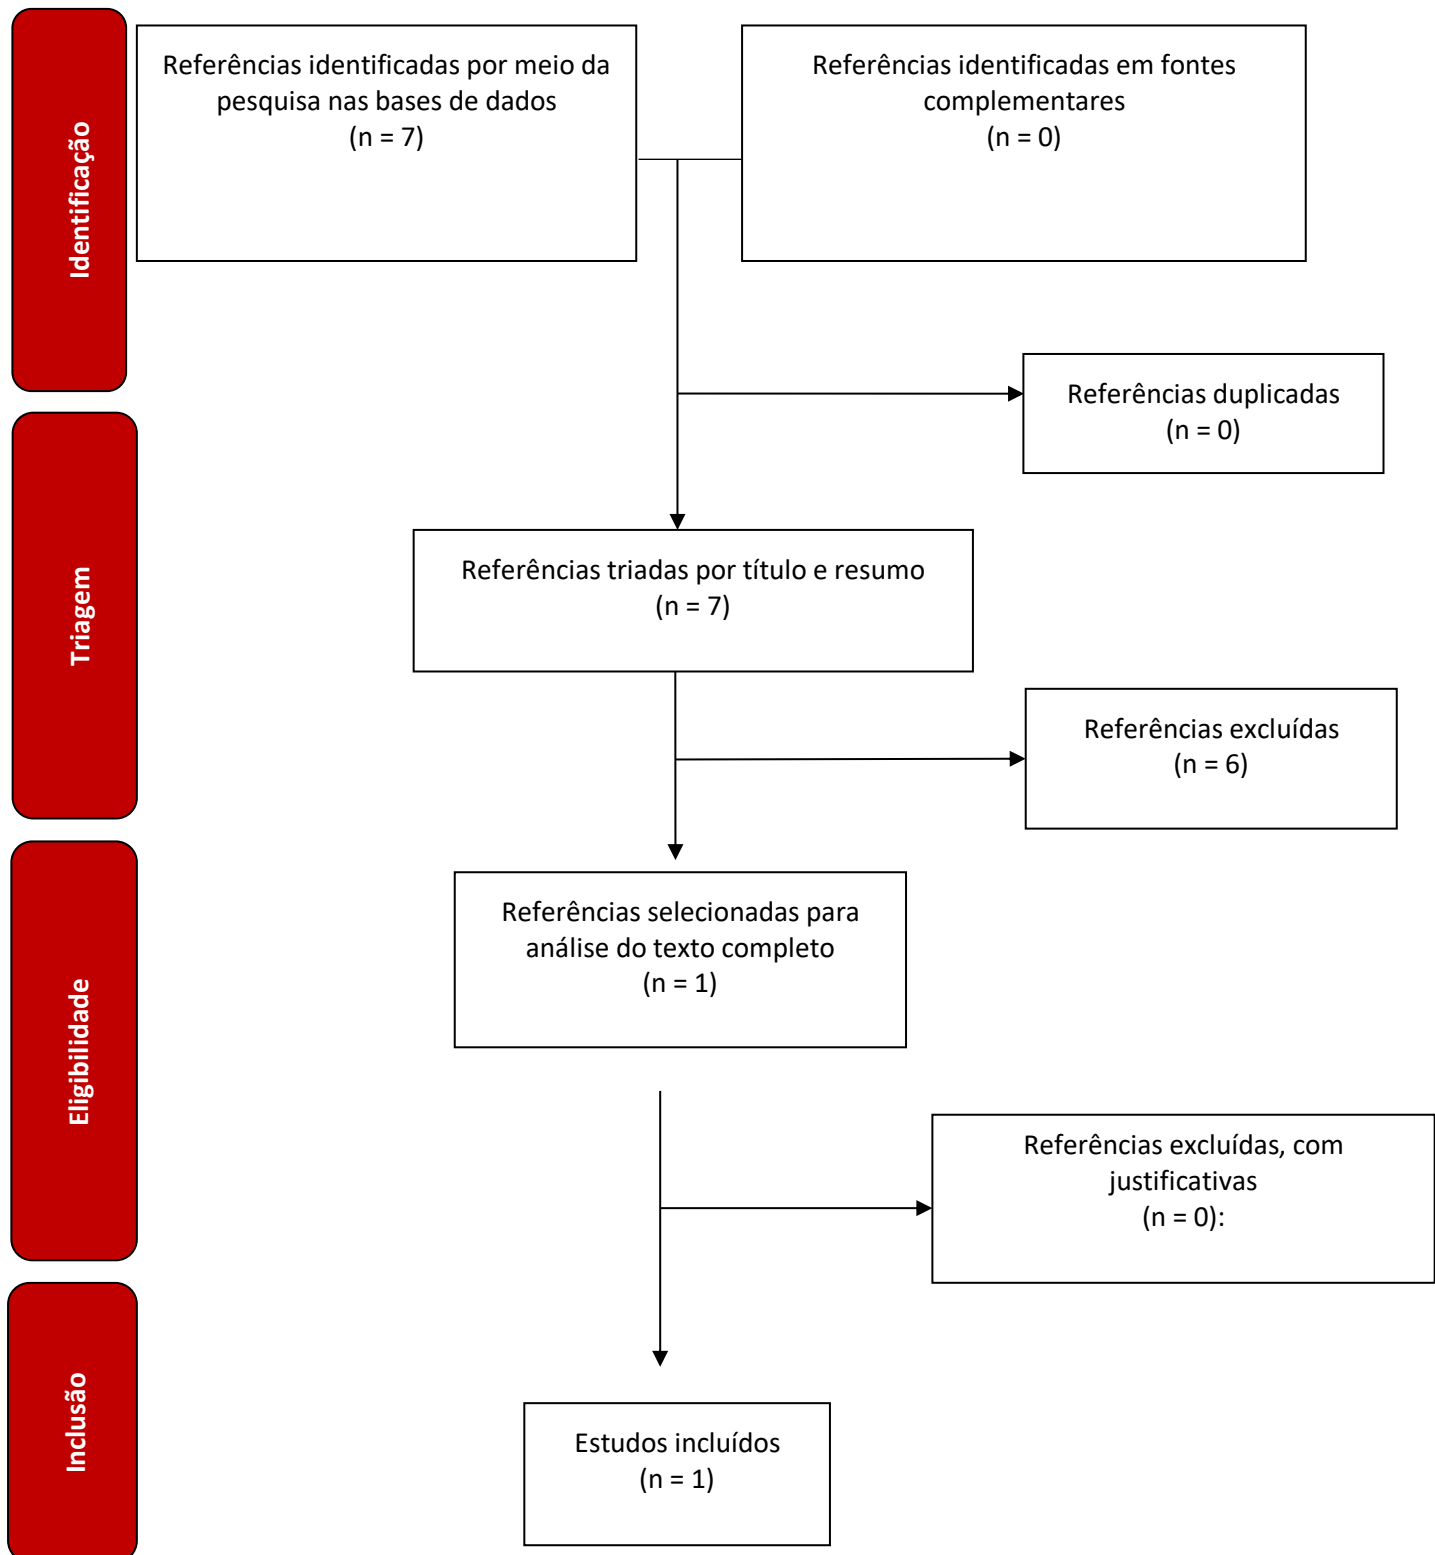 Identificação
Referências identificadas por meio da
pesquisa nas bases de dados
(n = 7)
Referências identificadas em fontes
complementares
(n = 0)
Referências duplicadas
(n = 0)
Triagem
Referências triadas por título e resumo
(n = 7)
Referências excluídas
(n = 6)
Eligibilidade
Referências selecionadas para
análise do texto completo
(n = 1)
Referências excluídas, com
justificativas
(n = 0):
Inclusão
Estudos incluídos
(n = 1)